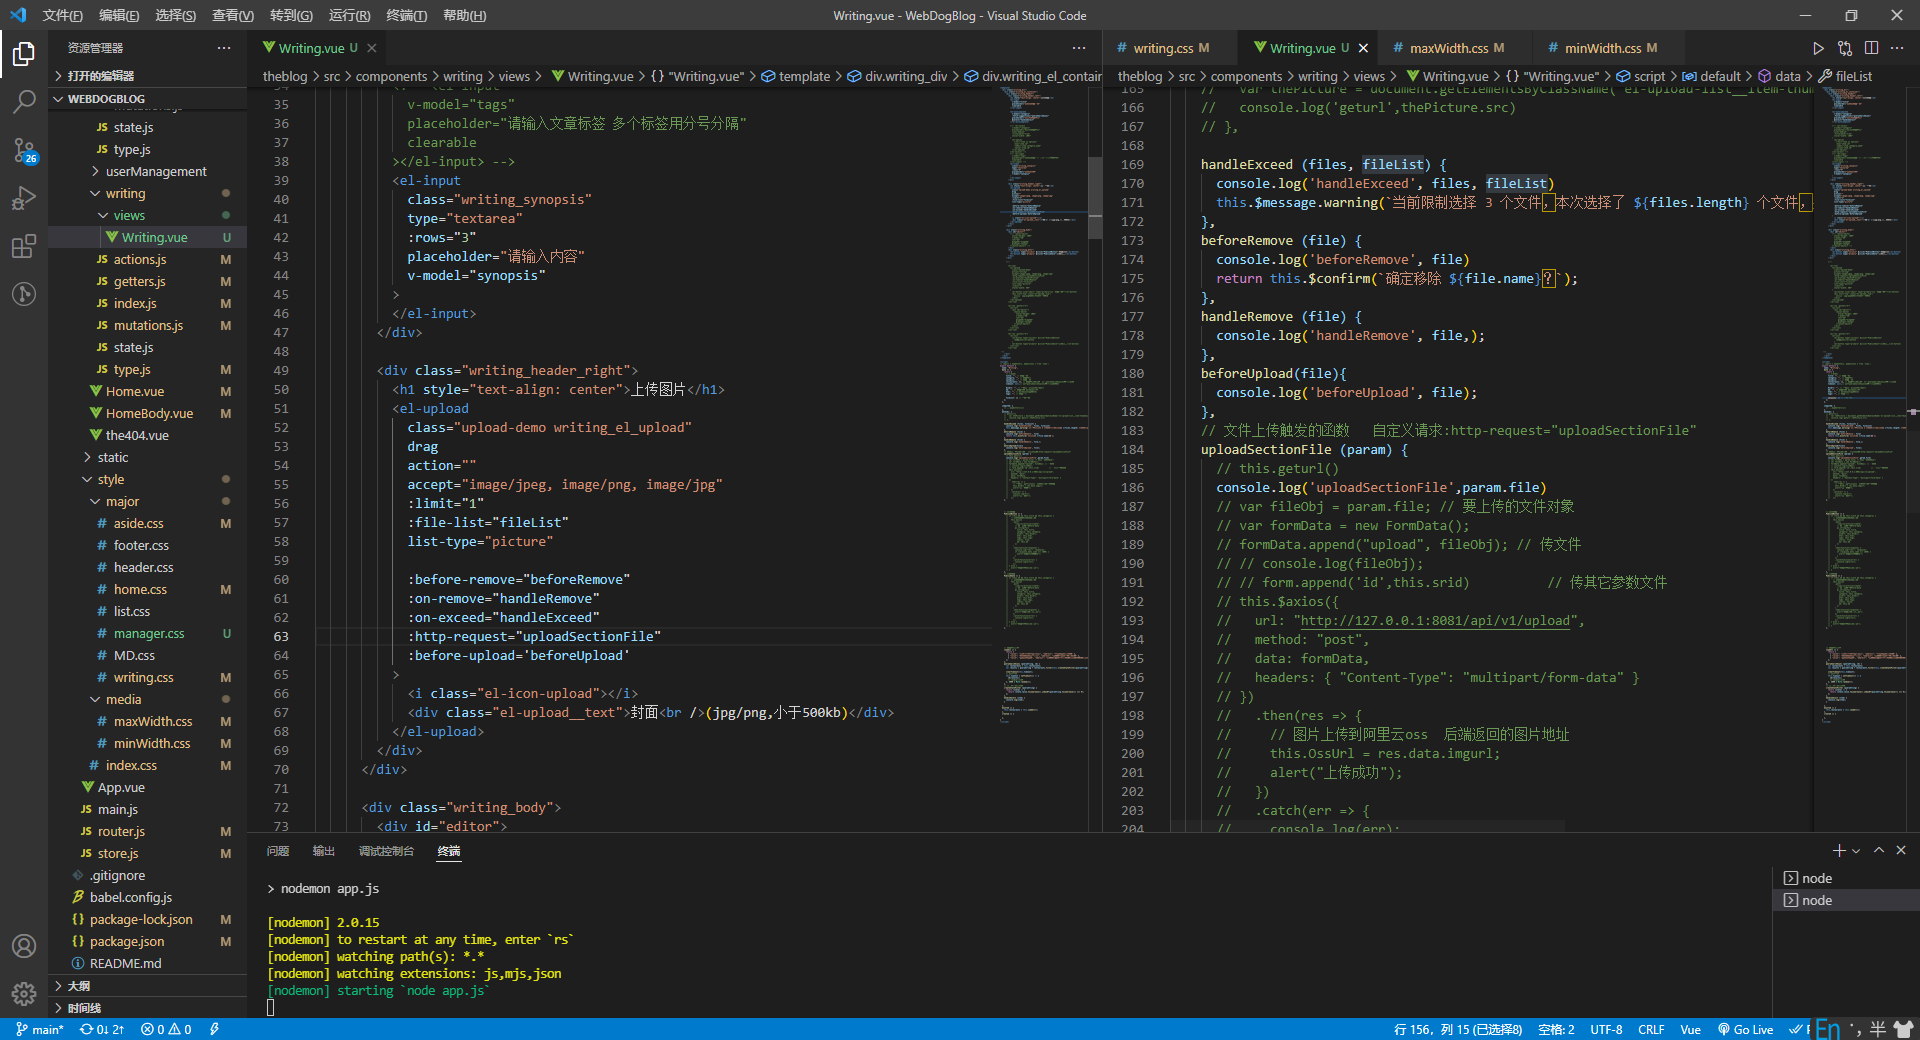 文件(F) 编辑(E) 选择(S) 查看(V) 转到(G) 运行(R) 终端(T) 帮助(H) Writing.vue - WebDogBlog - Visual Studio Code
资源管理器 ···
打开的编辑器
WEBDOGBLOG
state.js
type.js
userManagement
writing
views
Writing.vue U
actions.js M
getters.js M
index.js M
mutations.js M
state.js
type.js M
Home.vue M
HomeBody.vue M
the404.vue
static
style
major
aside.css M
footer.css
header.css
home.css M
list.css
manager.css U
MD.css
writing.css M
media
maxWidth.css M
minWidth.css M
index.css M
App.vue
main.js
router.js M
store.js M
.gitignore
babel.config.js
package-lock.json M
package.json M
README.md
大纲
时间线
26
Writing.vue U
theblog > src > components > writing > views > Writing.vue > {} "Writing.vue" > template > div.writing_div > div.writing_el_contain
35 v-model="tags"
36 placeholder="请输入文章标签 多个标签用分号分隔"
37 clearable
38 ></el-input> -->
39 <el-input
40 class="writing_synopsis"
41 type="textarea"
42 :rows="3"
43 placeholder="请输入内容"
44 v-model="synopsis"
45 >
46 </el-input>
47 </div>
48
49 <div class="writing_header_right">
50 <h1 style="text-align: center">上传图片</h1>
51 <el-upload
52 class="upload-demo writing_el_upload"
53 drag
54 action=""
55 accept="image/jpeg, image/png, image/jpg"
56 :limit="1"
57 :file-list="fileList"
58 list-type="picture"
59
60 :before-remove="beforeRemove"
61 :on-remove="handleRemove"
62 :on-exceed="handleExceed"
63 :http-request="uploadSectionFile"
64 :before-upload='beforeUpload'
65 >
66 <i class="el-icon-upload"></i>
67 <div class="el-upload__text">封面<br />(jpg/png,小于500kb)</div>
68 </el-upload>
69 </div>
70 </div>
71
72 <div class="writing_body">
73 <div id="editor">
writing.css M Writing.vue U maxWidth.css M minWidth.css M
theblog > src > components > writing > views > Writing.vue > {} "Writing.vue" > script > default > data > fileList
165 // var thePicture = document.getElementsByClassName('el-upload-list__item-thum
166 // console.log('geturl',thePicture.src)
167 // },
168
169 handleExceed (files, fileList) {
170 console.log('handleExceed', files, fileList)
171 this.$message.warning(`当前限制选择 3 个文件，本次选择了 ${files.length} 个文件，
172 },
173 beforeRemove (file) {
174 console.log('beforeRemove', file)
175 return this.$confirm(`确定移除 ${file.name}？`);
176 },
177 handleRemove (file) {
178 console.log('handleRemove', file,);
179 },
180 beforeUpload(file){
181 console.log('beforeUpload', file);
182 },
183 // 文件上传触发的函数 自定义请求:http-request="uploadSectionFile"
184 uploadSectionFile (param) {
185 // this.geturl()
186 console.log('uploadSectionFile',param.file)
187 // var fileObj = param.file; // 要上传的文件对象
188 // var formData = new FormData();
189 // formData.append("upload", fileObj); // 传文件
190 // // console.log(fileObj);
191 // // form.append('id',this.srid) // 传其它参数文件
192 // this.$axios({
193 // url: "http://127.0.0.1:8081/api/v1/upload",
194 // method: "post",
195 // data: formData,
196 // headers: { "Content-Type": "multipart/form-data" }
197 // })
198 // .then(res => {
199 // // 图片上传到阿里云oss 后端返回的图片地址
200 // this.OssUrl = res.data.imgurl;
201 // alert("上传成功");
202 // })
203 // .catch(err => {
204 // console.log(err);
问题 输出 调试控制台 终端
> nodemon app.js
[nodemon] 2.0.15
[nodemon] to restart at any time, enter `rs`
[nodemon] watching path(s): *.*
[nodemon] watching extensions: js,mjs,json
[nodemon] starting `node app.js`
node
node
main* 0↓ 2↑ 0 0 行 156，列 15 (已选择8) 空格: 2 UTF-8 CRLF Vue Go Live En 半